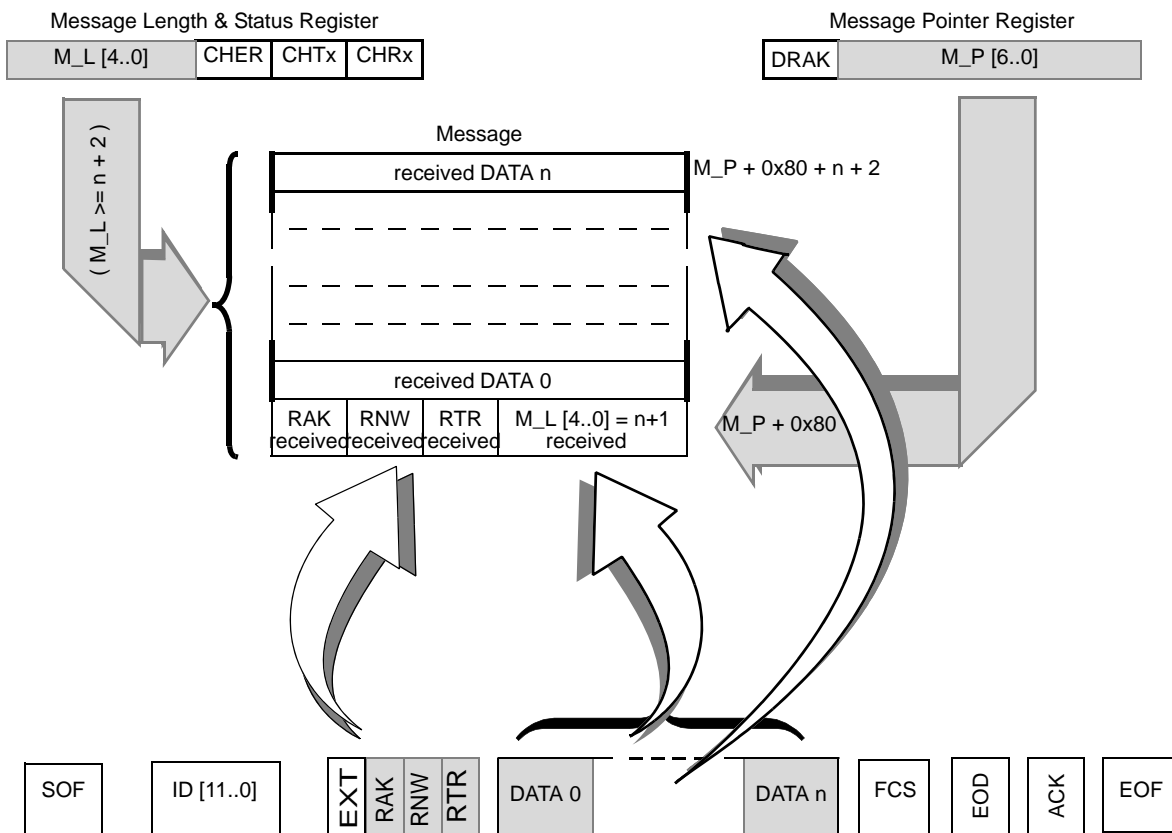 Message Length & Status Register
Message Pointer Register
M_L [4..0] CHER CHTx CHRx
DRAK M_P [6..0]
( M_L >= n + 2 )
Message
received DATA n
M_P + 0x80 + n + 2
received DATA 0
RAK received
RNW received
RTR received
M_L [4..0] = n+1 received
M_P + 0x80
SOF
ID [11..0]
EXT
RAK
RNW
RTR
DATA 0
DATA n
FCS
EOD
ACK
EOF